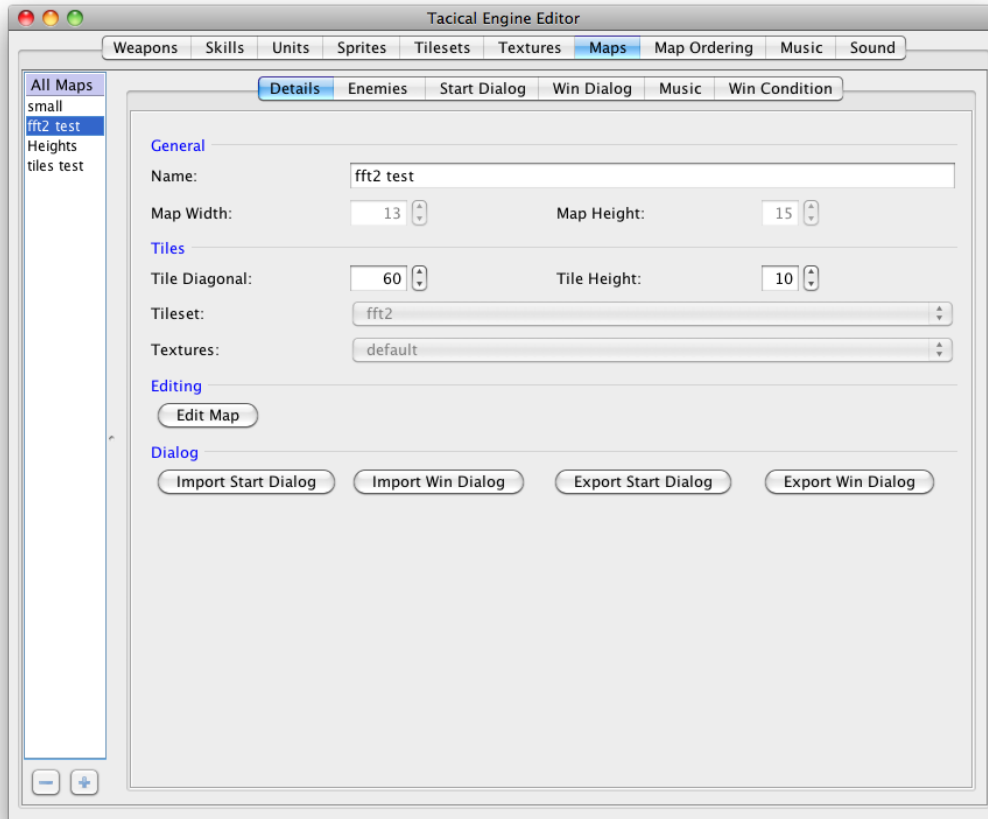 Tacical Engine Editor
Weapons Skills Units Sprites Tilesets Textures Maps Map Ordering Music Sound
All Maps
small
fft2 test
Heights
tiles test
Details Enemies Start Dialog Win Dialog Music Win Condition
General
Name: fft2 test
Map Width: 13 Map Height: 15
Tiles
Tile Diagonal: 60 Tile Height: 10
Tileset: fft2
Textures: default
Editing
Edit Map
Dialog
Import Start Dialog Import Win Dialog Export Start Dialog Export Win Dialog